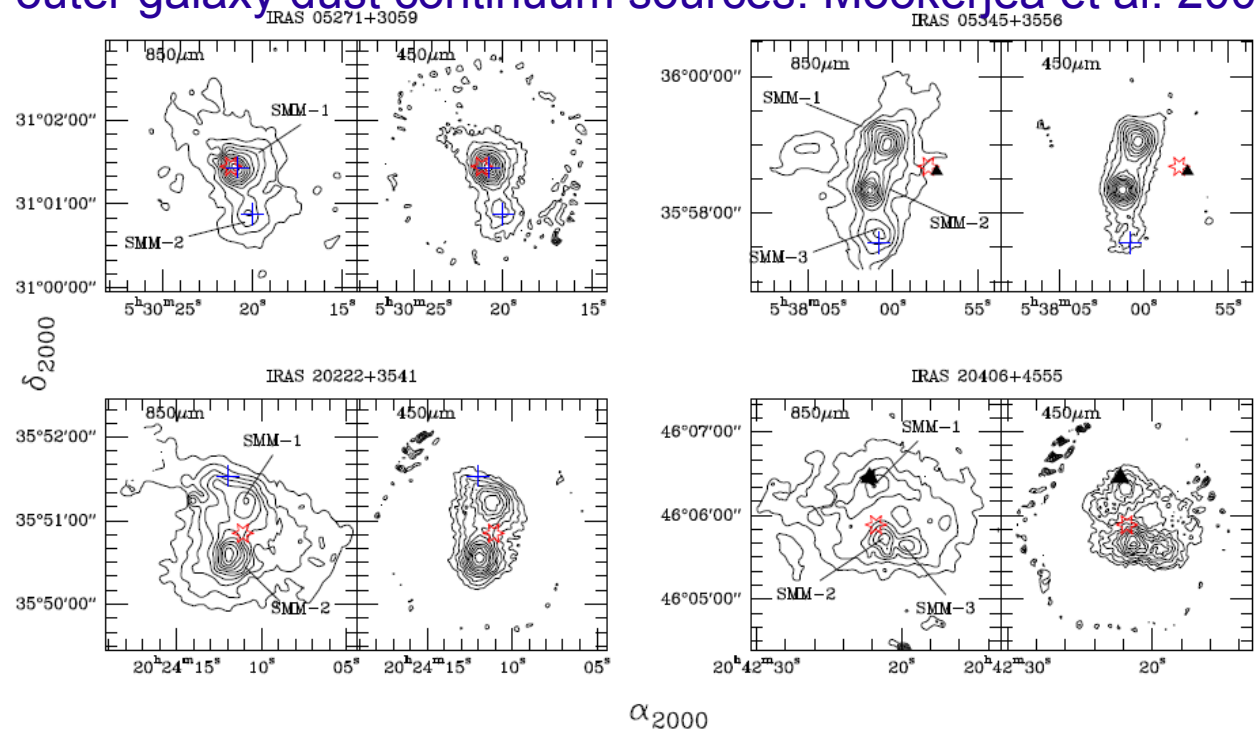 outer galaxy dust continuum sources: Mookerjea et al. 200
IRAS 05271+3059
850μm
450μm
SMM-1
SMM-2
31°02'00"
31°01'00"
31°00'00"
5ʰ30ᵐ25ˢ 20ˢ 15ˢ
5ʰ30ᵐ25ˢ 20ˢ 15ˢ
IRAS 05345+3556
850μm
450μm
SMM-1
SMM-2
SMM-3
36°00'00"
35°58'00"
5ʰ38ᵐ05ˢ 00ˢ 55ˢ
5ʰ38ᵐ05ˢ 00ˢ 55ˢ
δ2000
IRAS 20222+3541
850μm
450μm
SMM-1
SMM-2
35°52'00"
35°51'00"
35°50'00"
20ʰ24ᵐ15ˢ 10ˢ 05ˢ
20ʰ24ᵐ15ˢ 10ˢ 05ˢ
IRAS 20406+4555
850μm
450μm
SMM-1
SMM-2
SMM-3
46°07'00"
46°06'00"
46°05'00"
20ʰ42ᵐ30ˢ 20ˢ
20ʰ42ᵐ30ˢ 20ˢ
α2000